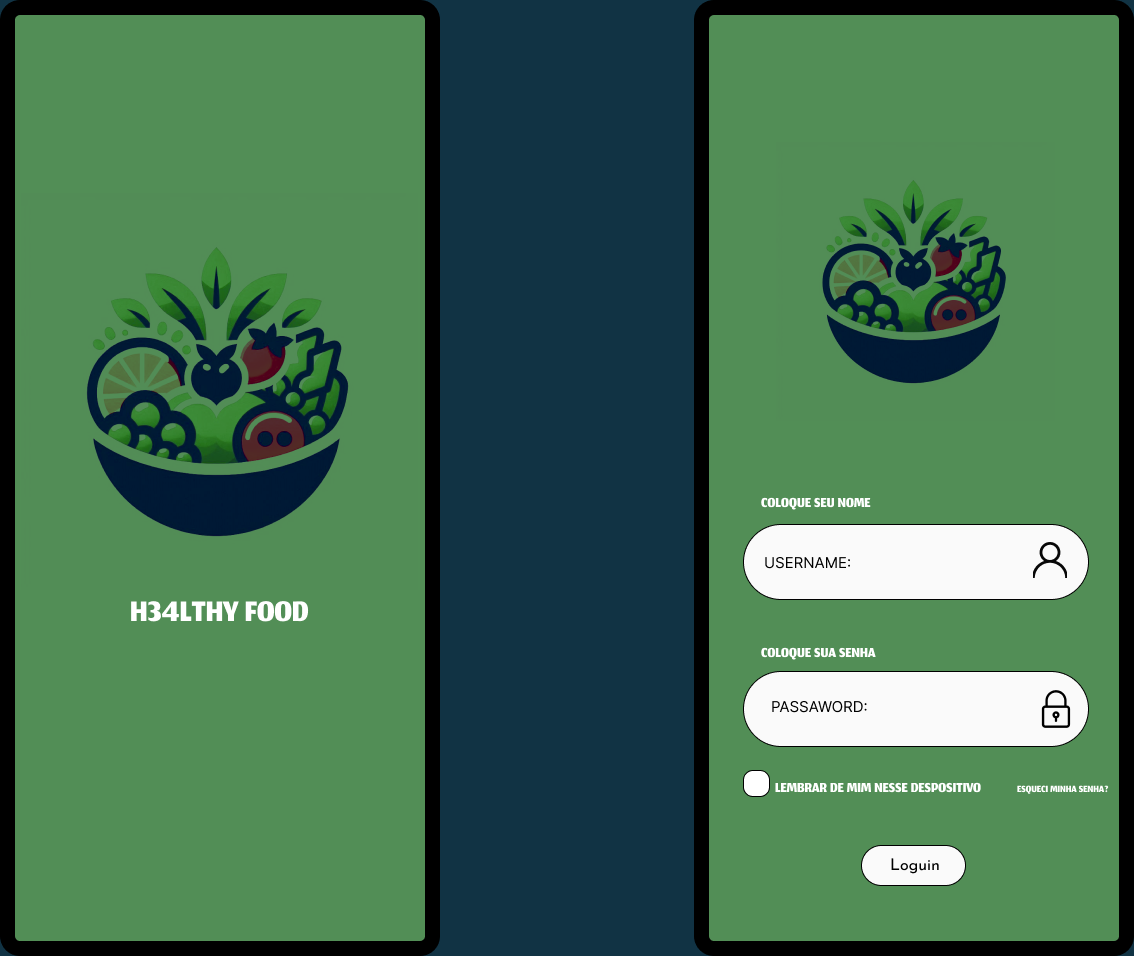 H34LTHY FOOD
COLOQUE SEU NOME
USERNAME:
COLOQUE SUA SENHA
PASSAWORD:
LEMBRAR DE MIM NESSE DESPOSITIVO
ESQUECI MINHA SENHA?
Loguin